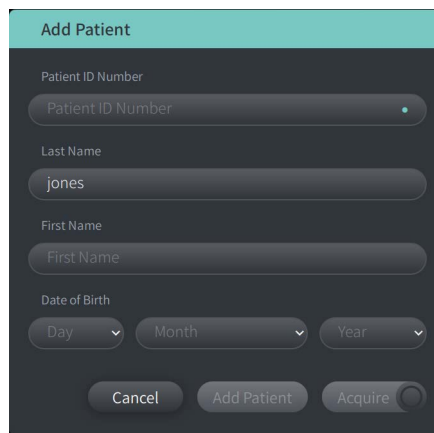 Add Patient
Patient ID Number
Patient ID Number
Last Name
jones
First Name
First Name
Date of Birth
Day Month Year
Cancel Add Patient Acquire